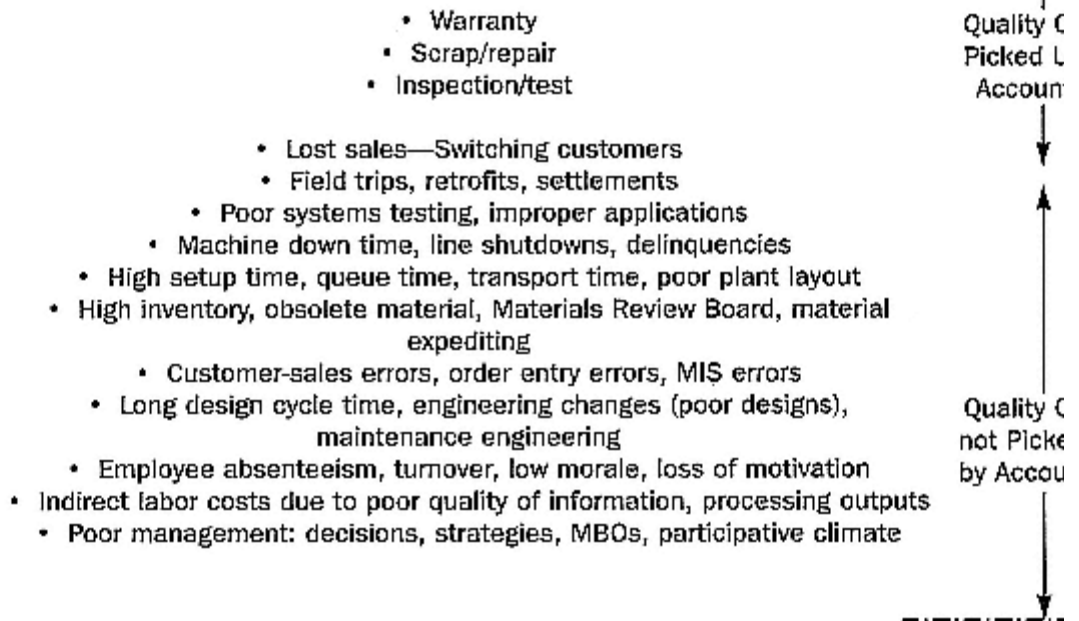 • Warranty
• Scrap/repair
• Inspection/test
• Lost sales—Switching customers
• Field trips, retrofits, settlements
• Poor systems testing, improper applications
• Machine down time, line shutdowns, delinquencies
• High setup time, queue time, transport time, poor plant layout
• High inventory, obsolete material, Materials Review Board, material
expediting
• Customer-sales errors, order entry errors, MIS errors
• Long design cycle time, engineering changes (poor designs),
maintenance engineering
• Employee absenteeism, turnover, low morale, loss of motivation
• Indirect labor costs due to poor quality of information, processing outputs
• Poor management: decisions, strategies, MBOs, participative climate
Quality
Picked
Quality
not
by